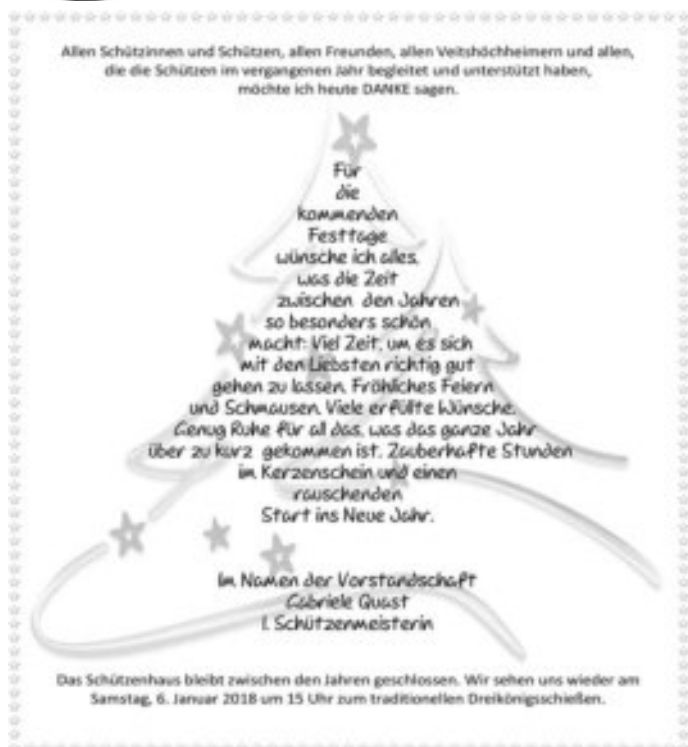 Allen Schützinnen und Schützen, allen Freunden, allen Veitshöchheimern und allen,
die die Schützen im vergangenen Jahr begleitet und unterstützt haben,
möchte ich heute DANKE sagen.
Für
die
kommenden
Festtage
wünsche ich alles,
was die Zeit
zwischen den Jahren
so besonders schön
macht: Viel Zeit, um es sich
mit den Liebsten richtig gut
gehen zu lassen. Fröhliches Feiern
und Schmausen. Viele erfüllte Wünsche.
Genug Ruhe für all das, was das ganze Jahr
über zu kurz gekommen ist. Zauberhafte Stunden
im Kerzenschein und einen
rauschenden
Start ins Neue Jahr.
Im Namen der Vorstandschaft
Gabriele Quast
1. Schützenmeisterin
Das Schützenhaus bleibt zwischen den Jahren geschlossen. Wir sehen uns wieder am
Samstag, 6. Januar 2018 um 15 Uhr zum traditionellen Dreikönigsschießen.